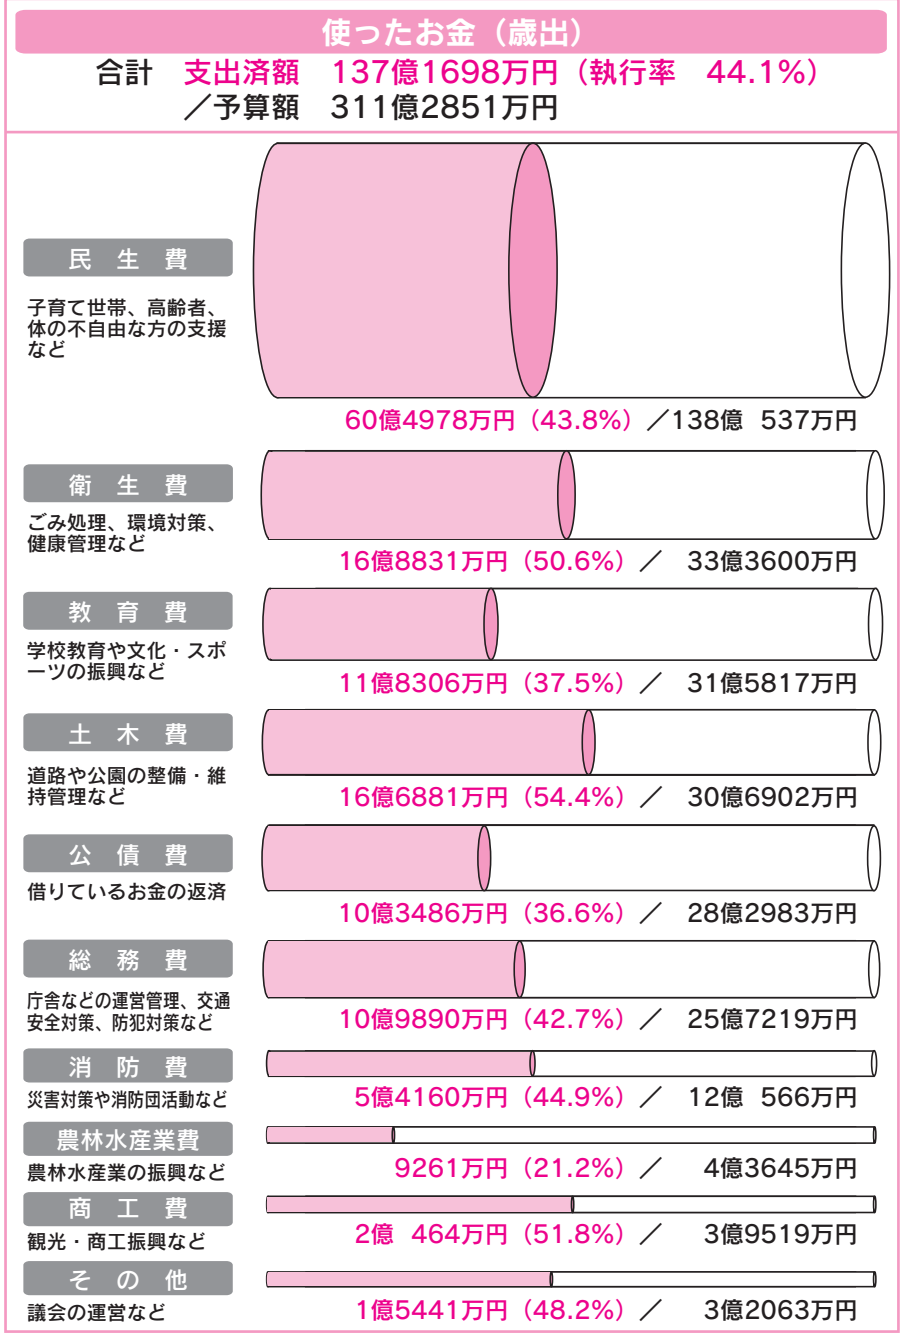 使ったお金（歳出）
合計　支出済額　137億1698万円（執行率　44.1%）
／予算額　311億2851万円
民生費
子育て世帯、高齢者、
体の不自由な方の支援
など
60億4978万円（43.8%）／138億 537万円
衛生費
ごみ処理、環境対策、
健康管理など
16億8831万円（50.6%）／ 33億3600万円
教育費
学校教育や文化・スポ
ーツの振興など
11億8306万円（37.5%）／ 31億5817万円
土木費
道路や公園の整備・維
持管理など
16億6881万円（54.4%）／ 30億6902万円
公債費
借りているお金の返済
10億3486万円（36.6%）／ 28億2983万円
総務費
庁舎などの運営管理、交通
安全対策、防犯対策など
10億9890万円（42.7%）／ 25億7219万円
消防費
災害対策や消防団活動など
5億4160万円（44.9%）／ 12億 566万円
農林水産業費
農林水産業の振興など
9261万円（21.2%）／ 4億3645万円
商工費
観光・商工振興など
2億 464万円（51.8%）／ 3億9519万円
その他
議会の運営など
1億5441万円（48.2%）／ 3億2063万円